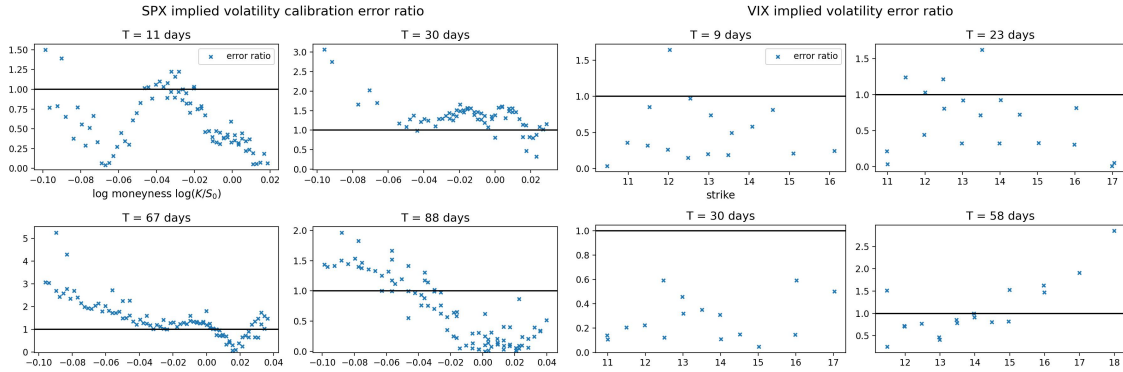 SPX implied volatility calibration error ratio
VIX implied volatility error ratio
T = 11 days
1.50
1.25
1.00
0.75
0.50
0.25
0.00
error ratio
−0.10 −0.08 −0.06 −0.04 −0.02 0.00 0.02
log moneyness log(K/S₀)
T = 30 days
3.0
2.5
2.0
1.5
1.0
0.5
0.0
−0.10 −0.08 −0.06 −0.04 −0.02 0.00 0.02
T = 9 days
1.5
1.0
0.5
0.0
error ratio
11 12 13 14 15 16
strike
T = 23 days
1.5
1.0
0.5
0.0
11 12 13 14 15 16 17
T = 67 days
5
4
3
2
1
0
−0.10 −0.08 −0.06 −0.04 −0.02 0.00 0.02 0.04
T = 88 days
2.0
1.5
1.0
0.5
0.0
−0.10 −0.08 −0.06 −0.04 −0.02 0.00 0.02 0.04
T = 30 days
1.0
0.8
0.6
0.4
0.2
0.0
11 12 13 14 15 16 17
T = 58 days
2.5
2.0
1.5
1.0
0.5
12 13 14 15 16 17 18